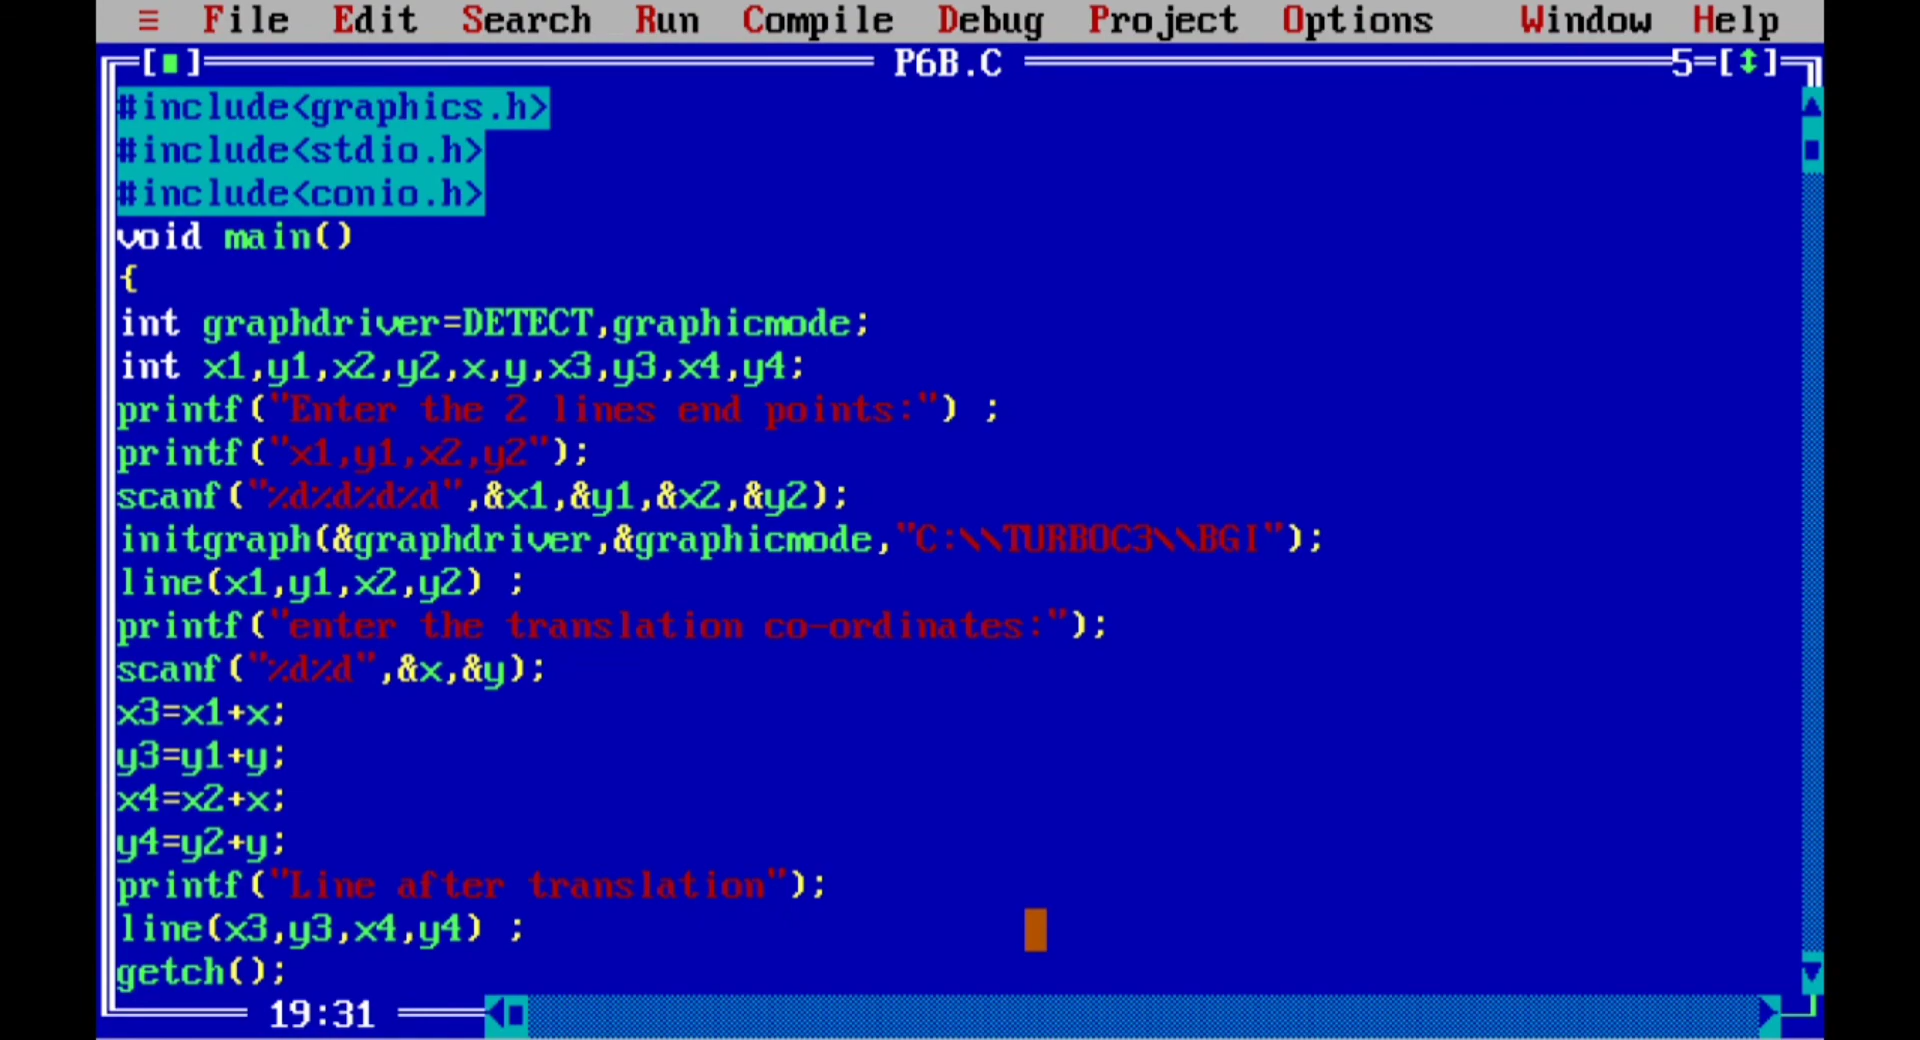 ≡ File Edit Search Run Compile Debug Project Options Window Help
[■] P6B.C 5=[↕]
#include<graphics.h>
#include<stdio.h>
#include<conio.h>
void main()
{
int graphdriver=DETECT,graphicmode;
int x1,y1,x2,y2,x,y,x3,y3,x4,y4;
printf("Enter the 2 lines end points:") ;
printf("x1,y1,x2,y2");
scanf("%d%d%d%d",&x1,&y1,&x2,&y2);
initgraph(&graphdriver,&graphicmode,"C:\\TURBOC3\\BGI");
line(x1,y1,x2,y2) ;
printf("enter the translation co-ordinates:");
scanf("%d%d",&x,&y);
x3=x1+x;
y3=y1+y;
x4=x2+x;
y4=y2+y;
printf("Line after translation");
line(x3,y3,x4,y4) ;
getch();
19:31